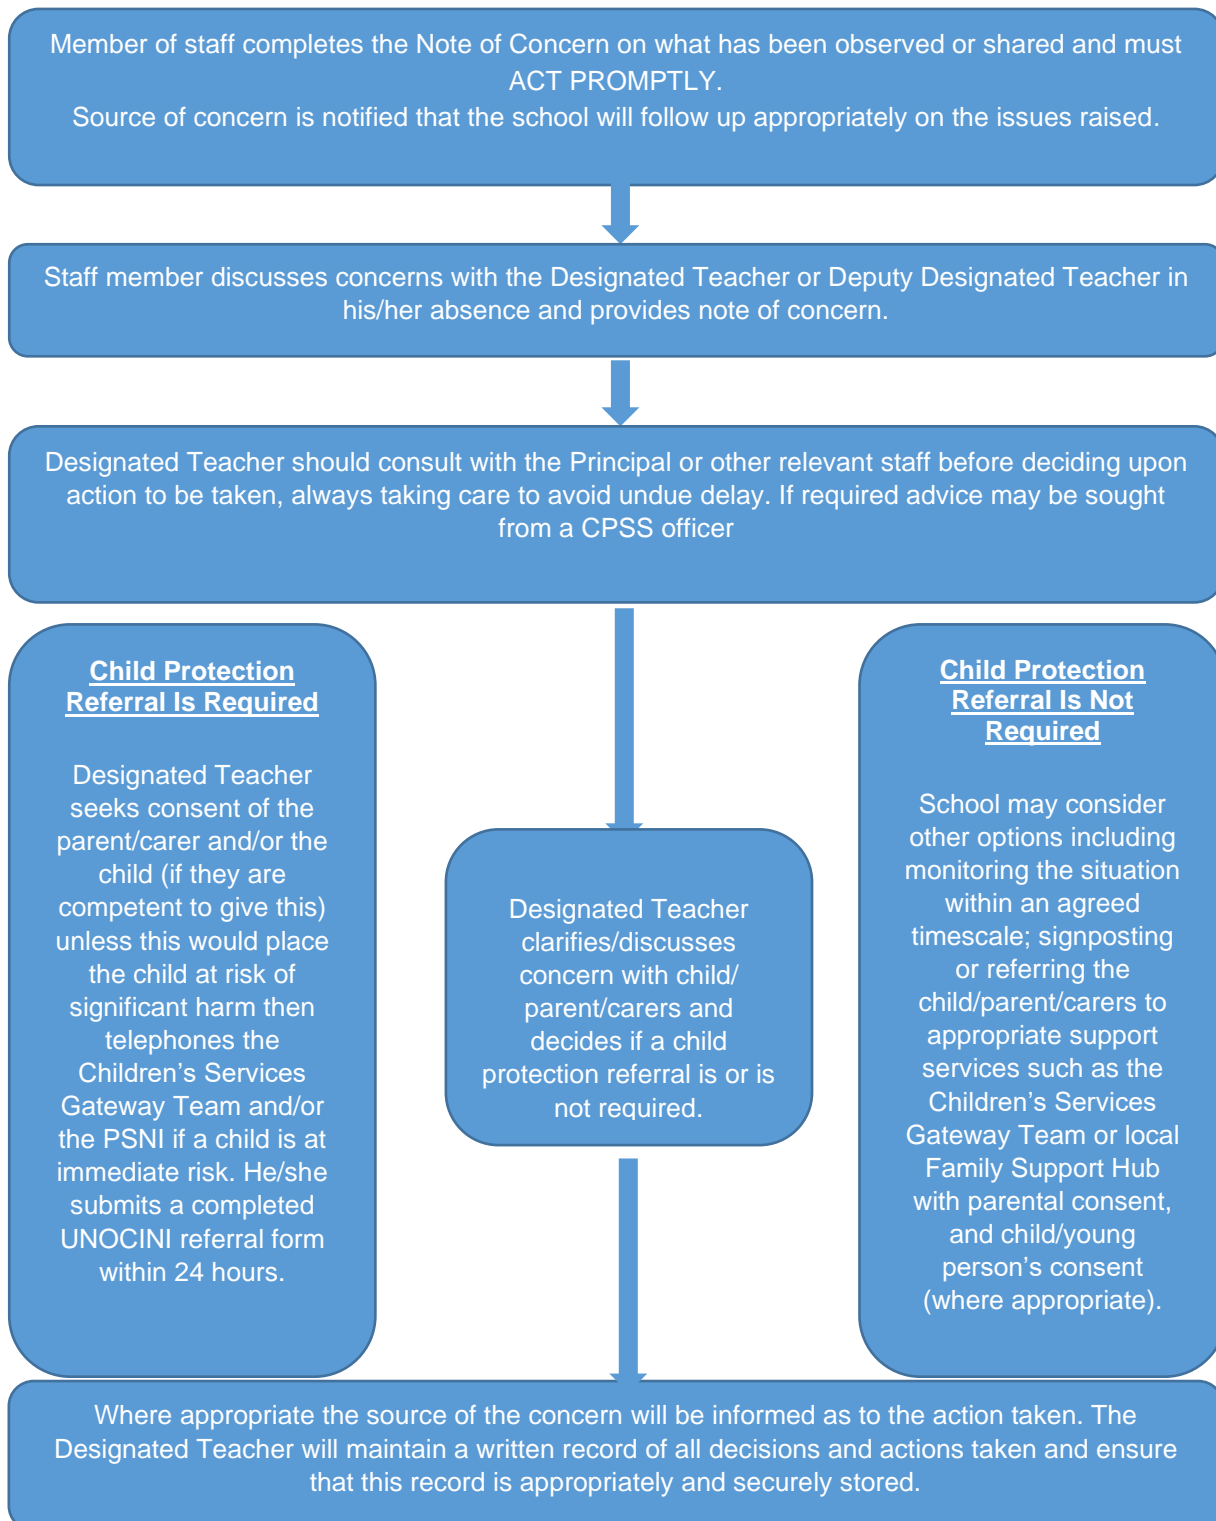 Member of staff completes the Note of Concern on what has been observed or shared and must
ACT PROMPTLY.
Source of concern is notified that the school will follow up appropriately on the issues raised.
Staff member discusses concerns with the Designated Teacher or Deputy Designated Teacher in
his/her absence and provides note of concern.
Designated Teacher should consult with the Principal or other relevant staff before deciding upon
action to be taken, always taking care to avoid undue delay. If required advice may be sought
from a CPSS officer
Child Protection
Referral Is Required
Designated Teacher
seeks consent of the
parent/carer and/or the
child (if they are
competent to give this)
unless this would place
the child at risk of
significant harm then
telephones the
Children’s Services
Gateway Team and/or
the PSNI if a child is at
immediate risk. He/she
submits a completed
UNOCINI referral form
within 24 hours.
Designated Teacher
clarifies/discusses
concern with child/
parent/carers and
decides if a child
protection referral is or is
not required.
Child Protection
Referral Is Not
Required
School may consider
other options including
monitoring the situation
within an agreed
timescale; signposting
or referring the
child/parent/carers to
appropriate support
services such as the
Children’s Services
Gateway Team or local
Family Support Hub
with parental consent,
and child/young
person’s consent
(where appropriate).
Where appropriate the source of the concern will be informed as to the action taken. The
Designated Teacher will maintain a written record of all decisions and actions taken and ensure
that this record is appropriately and securely stored.